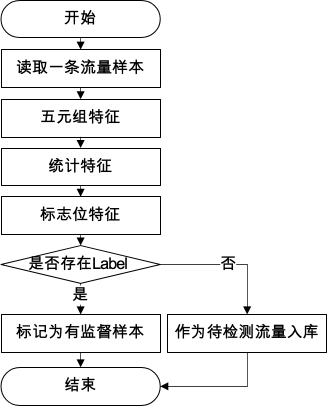 开始
读取一条流量样本
五元组特征
统计特征
标志位特征
是否存在Label
否
是
标记为有监督样本
作为待检测流量入库
结束